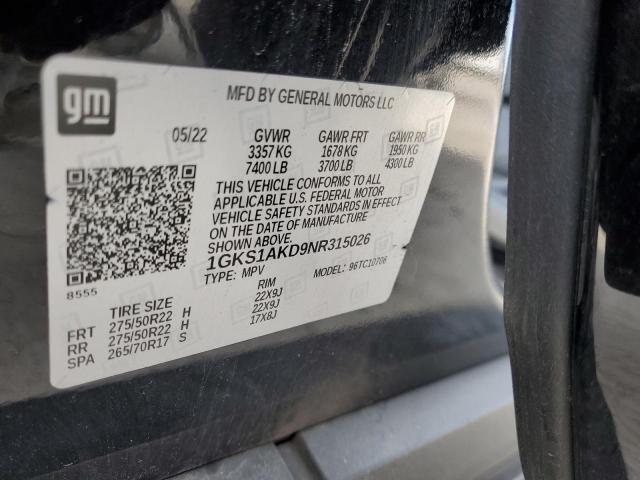 gm
MFD BY GENERAL MOTORS LLC
05/22 GVWR GAWR FRT GAWR RR
3357 KG 1678 KG 1950 KG
7400 LB 3700 LB 4300 LB
THIS VEHICLE CONFORMS TO ALL
APPLICABLE U.S. FEDERAL MOTOR
VEHICLE SAFETY STANDARDS IN EFFECT
ON THE DATE OF MANUFACTURE
SHOWN ABOVE.
1GKS1AKD9NR315026
8555 TYPE: MPV MODEL: 96TC10706
TIRE SIZE RIM
FRT 275/50R22 H 22X9J
RR 275/50R22 H 22X9J
SPA 265/70R17 S 17X8J